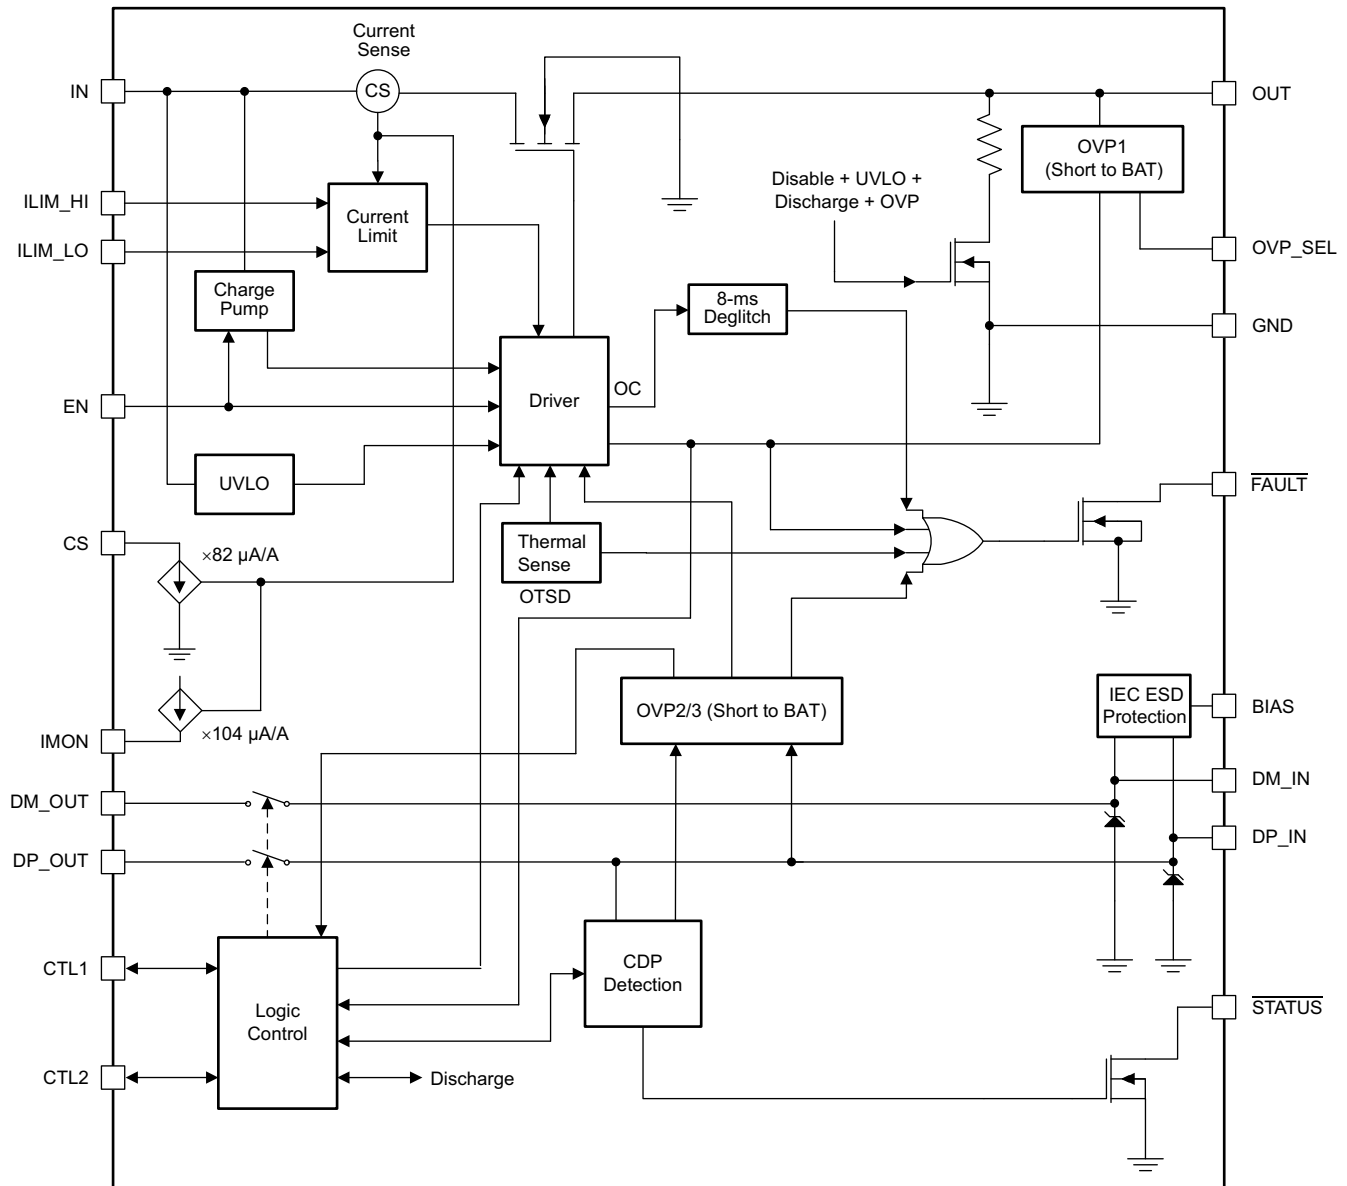 Current
Sense
IN
CS
OUT
OVP1
(Short to BAT)
Disable + UVLO +
Discharge + OVP
ILIM_HI
Current
Limit
ILIM_LO
OVP_SEL
Charge
Pump
8-ms
Deglitch
GND
EN
Driver
OC
UVLO
FAULT
CS
×82 µA/A
Thermal
Sense
OTSD
IMON
×104 µA/A
OVP2/3 (Short to BAT)
IEC ESD
Protection
BIAS
DM_IN
DM_OUT
DP_IN
DP_OUT
CTL1
CDP
Detection
Logic
Control
STATUS
CTL2
Discharge